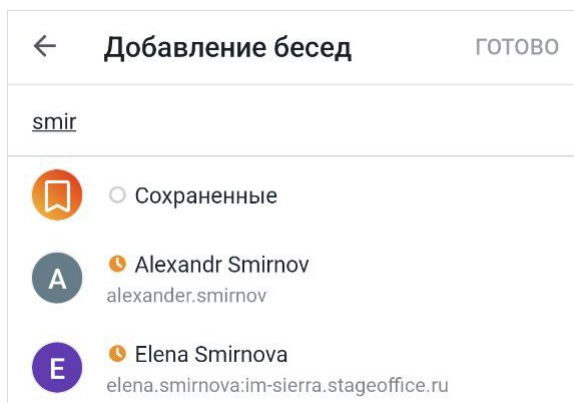 Добавление бесед ГОТОВО
smir
Сохраненные
A
Alexandr Smirnov
alexander.smirnov
E
Elena Smirnova
elena.smirnova:im-sierra.stageoffice.ru